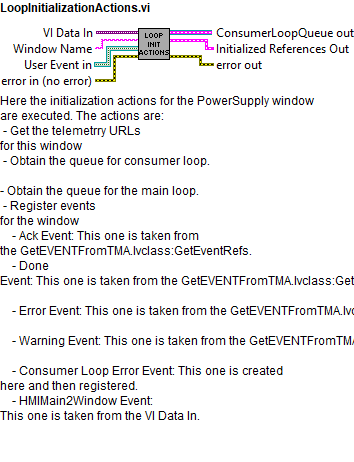 LoopInitializationActions.vi
VI Data In
Window Name
User Event in
error in (no error)
LOOP
INIT
ACTIONS
ConsumerLoopQueue out
Initialized References Out
error out
Here the initialization actions for the PowerSupply window
are executed. The actions are:
- Get the telemetrry URLs
for this window
- Obtain the queue for consumer loop.
- Obtain the queue for the main loop.
- Register events
for the window
- Ack Event: This one is taken from
the GetEVENTFromTMA.lvclass:GetEventRefs.
- Done
Event: This one is taken from the GetEVENTFromTMA.lvclass:Get
- Error Event: This one is taken from the GetEVENTFromTMA.lvc
- Warning Event: This one is taken from the GetEVENTFromTMA
- Consumer Loop Error Event: This one is created
here and then registered.
- HMIMain2Window Event:
This one is taken from the VI Data In.